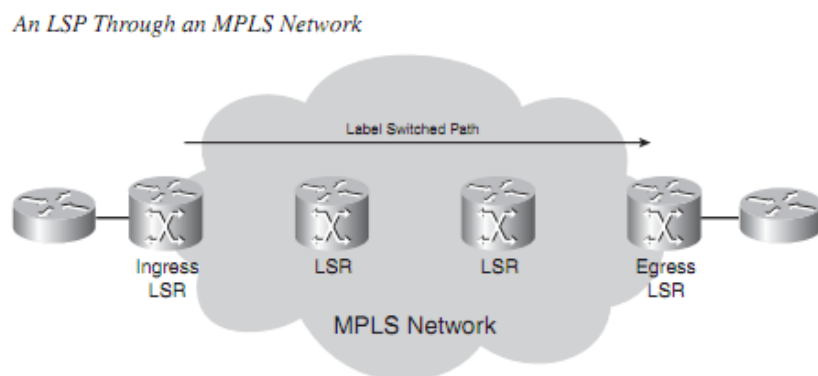 An LSP Through an MPLS Network
Label Switched Path
Ingress
LSR
LSR
LSR
Egress
LSR
MPLS Network